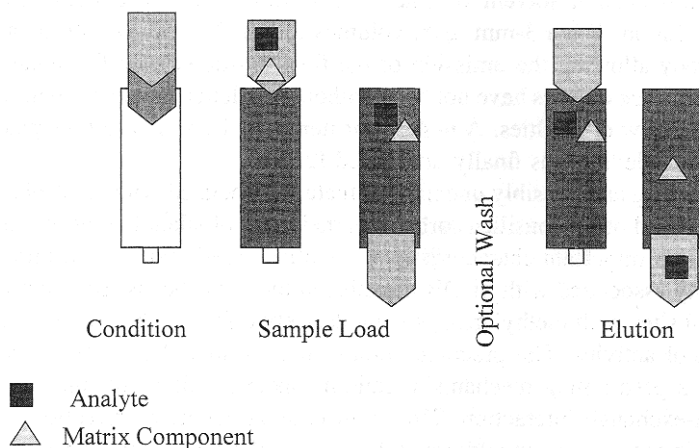 Condition
Sample Load
Optional Wash
Elution
Analyte
Matrix Component